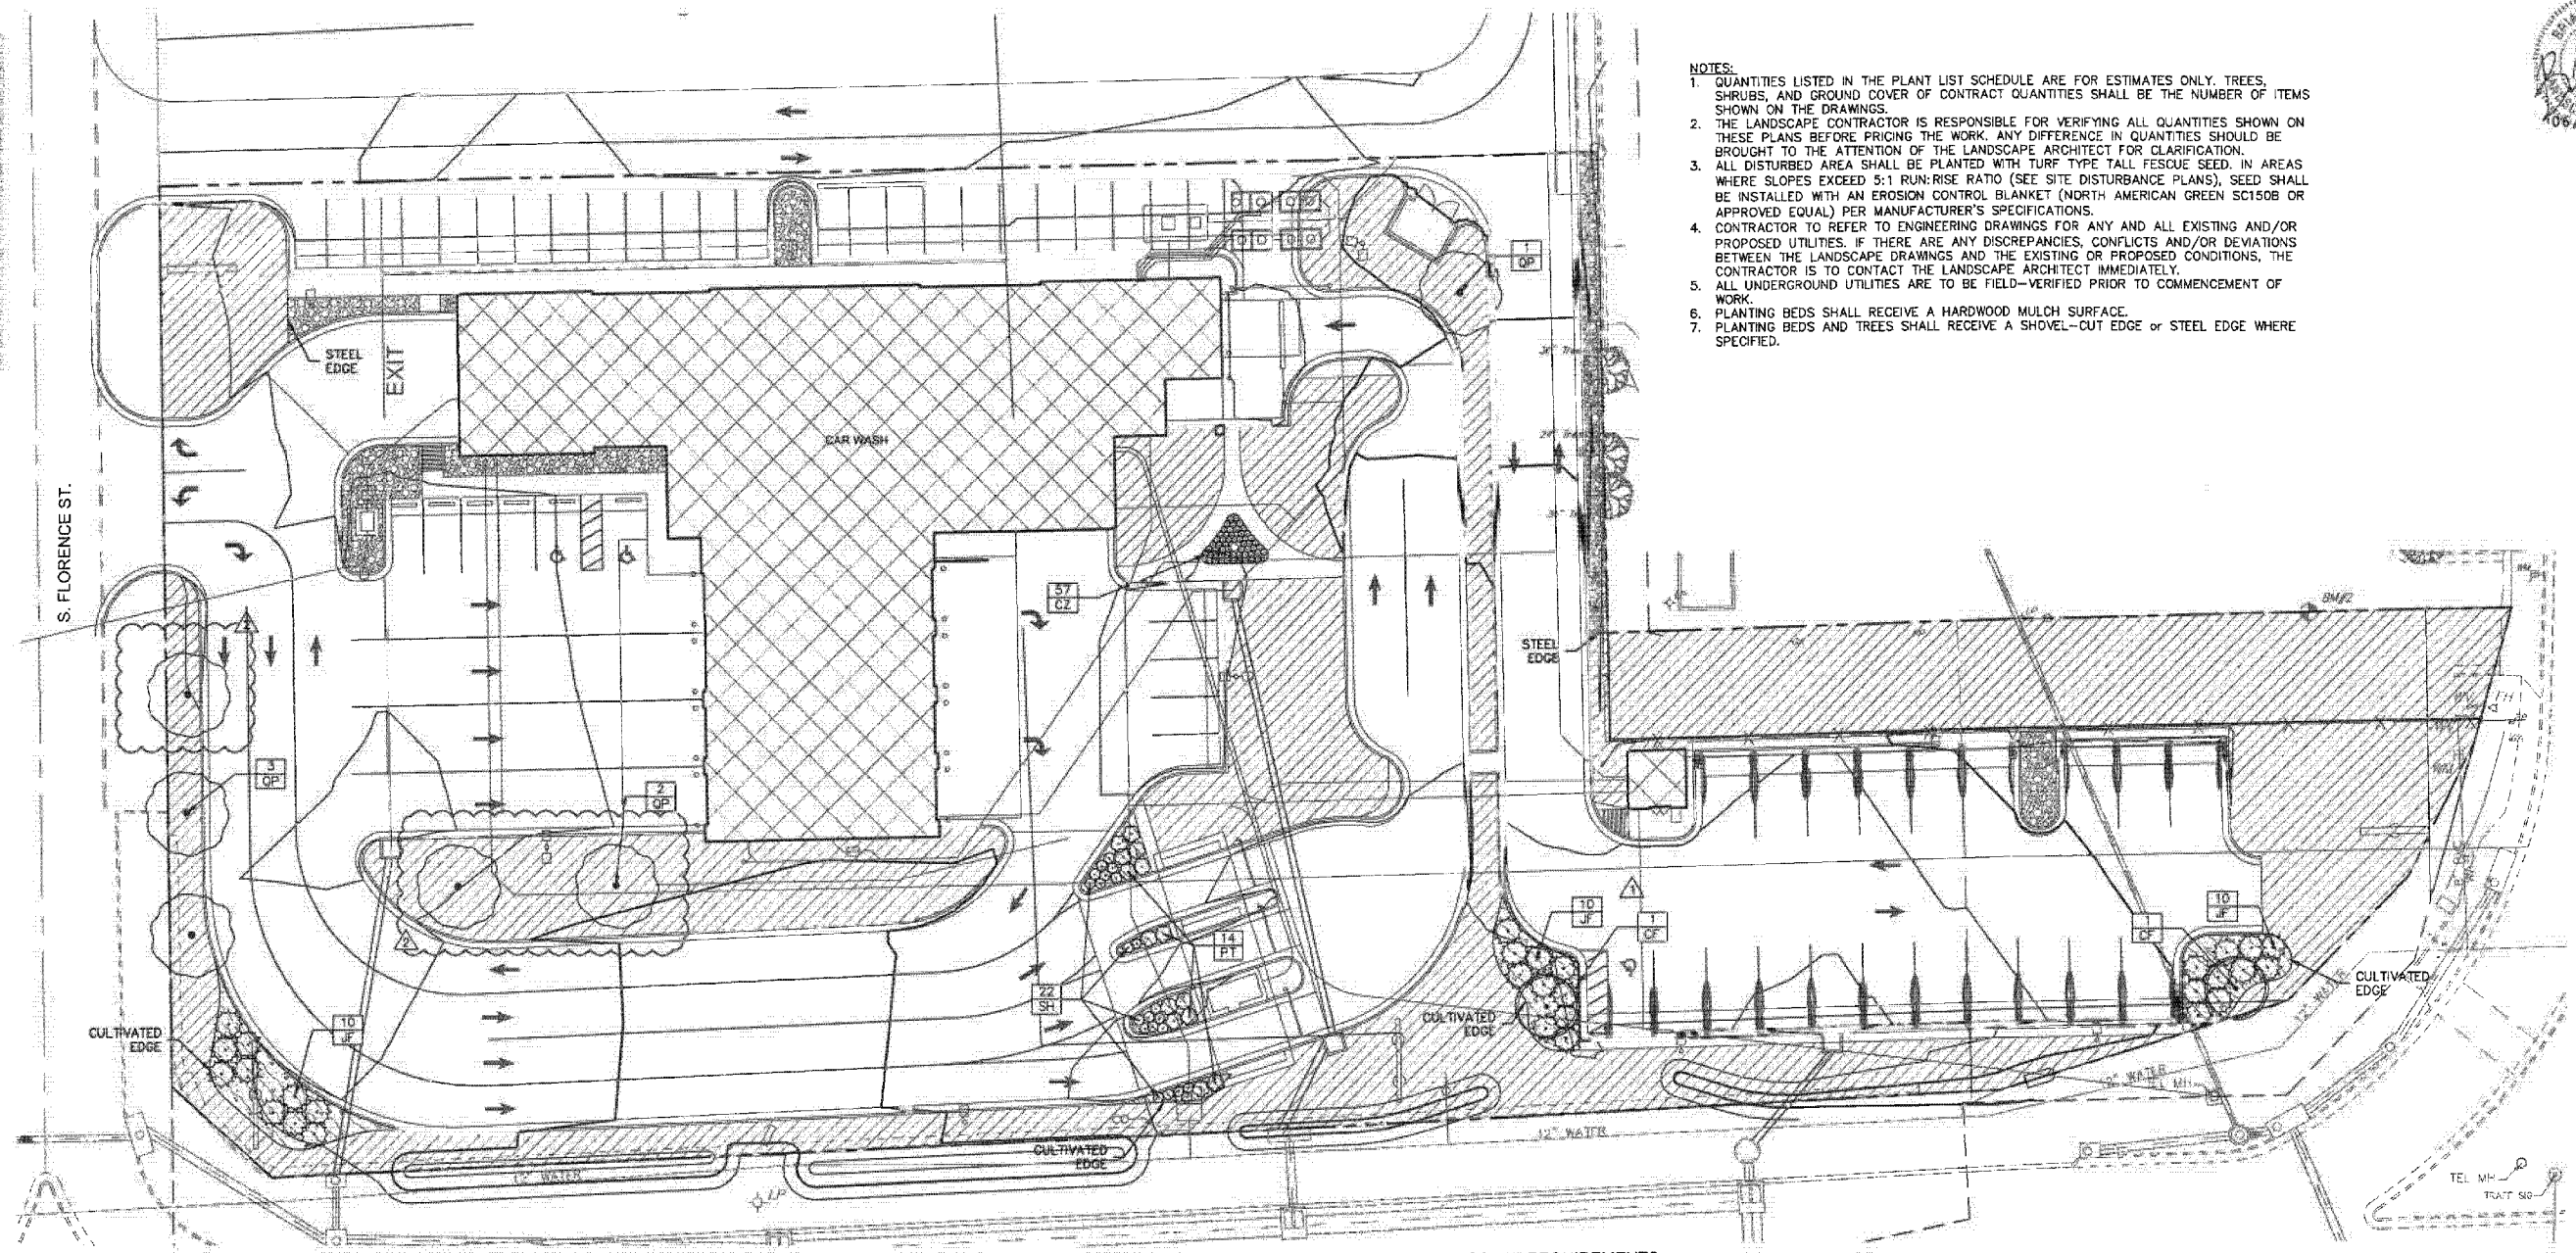 NOTES:
1. QUANTITIES LISTED IN THE PLANT LIST SCHEDULE ARE FOR ESTIMATES ONLY. TREES,
SHRUBS, AND GROUND COVER OF CONTRACT QUANTITIES SHALL BE THE NUMBER OF ITEMS
SHOWN ON THE DRAWINGS.
2. THE LANDSCAPE CONTRACTOR IS RESPONSIBLE FOR VERIFYING ALL QUANTITIES SHOWN ON
THESE PLANS BEFORE PRICING THE WORK. ANY DIFFERENCE IN QUANTITIES SHOULD BE
BROUGHT TO THE ATTENTION OF THE LANDSCAPE ARCHITECT FOR CLARIFICATION.
3. ALL DISTURBED AREA SHALL BE PLANTED WITH TURF TYPE TALL FESCUE SEED. IN AREAS
WHERE SLOPES EXCEED 5:1 RUN:RISE RATIO (SEE SITE DISTURBANCE PLANS), SEED SHALL
BE INSTALLED WITH AN EROSION CONTROL BLANKET (NORTH AMERICAN GREEN SC150B OR
APPROVED EQUAL) PER MANUFACTURER'S SPECIFICATIONS.
4. CONTRACTOR TO REFER TO ENGINEERING DRAWINGS FOR ANY AND ALL EXISTING AND/OR
PROPOSED UTILITIES. IF THERE ARE ANY DISCREPANCIES, CONFLICTS AND/OR DEVIATIONS
BETWEEN THE LANDSCAPE DRAWINGS AND THE EXISTING OR PROPOSED CONDITIONS, THE
CONTRACTOR IS TO CONTACT THE LANDSCAPE ARCHITECT IMMEDIATELY.
5. ALL UNDERGROUND UTILITIES ARE TO BE FIELD-VERIFIED PRIOR TO COMMENCEMENT OF
WORK.
6. PLANTING BEDS SHALL RECEIVE A HARDWOOD MULCH SURFACE.
7. PLANTING BEDS AND TREES SHALL RECEIVE A SHOVEL-CUT EDGE or STEEL EDGE WHERE
SPECIFIED.
1
QP
STEEL
EDGE
EXIT
CAR WASH
S. FLORENCE ST.
57
CZ
2
BM#2
STEEL
EDGE
3
QP
2
QP
1
10
JF
1
CF
1
CF
10
JF
14
PT
2
22
SH
CULTIVATED
EDGE
CULTIVATED
EDGE
10
JF
CULTIVATED
EDGE
12" WATER
12" WATER
12" WATER
CULTIVATED
EDGE
12" WATER
LP
TEL MH
TRAFF SIG